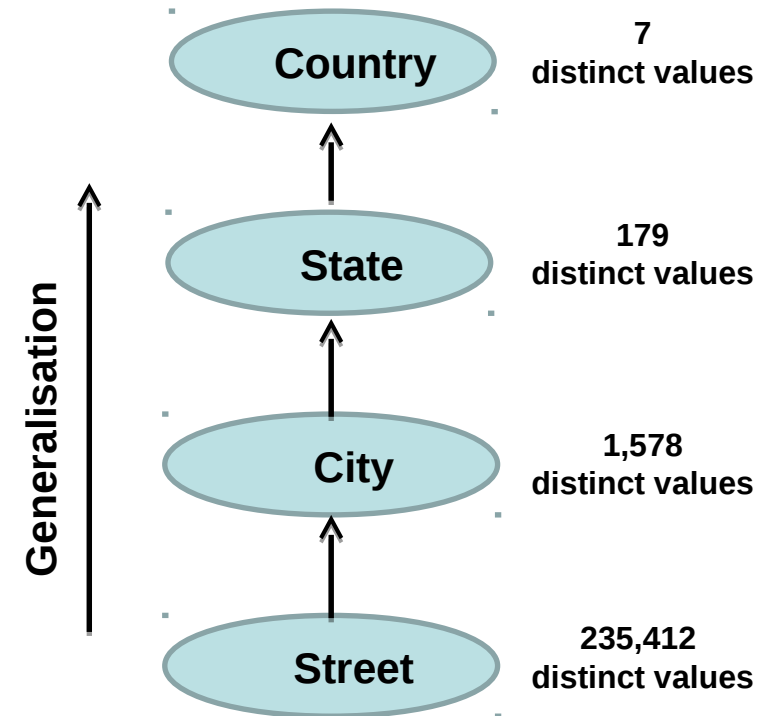 Country
7
distinct values
State
179
distinct values
Generalisation
City
1,578
distinct values
Street
235,412
distinct values